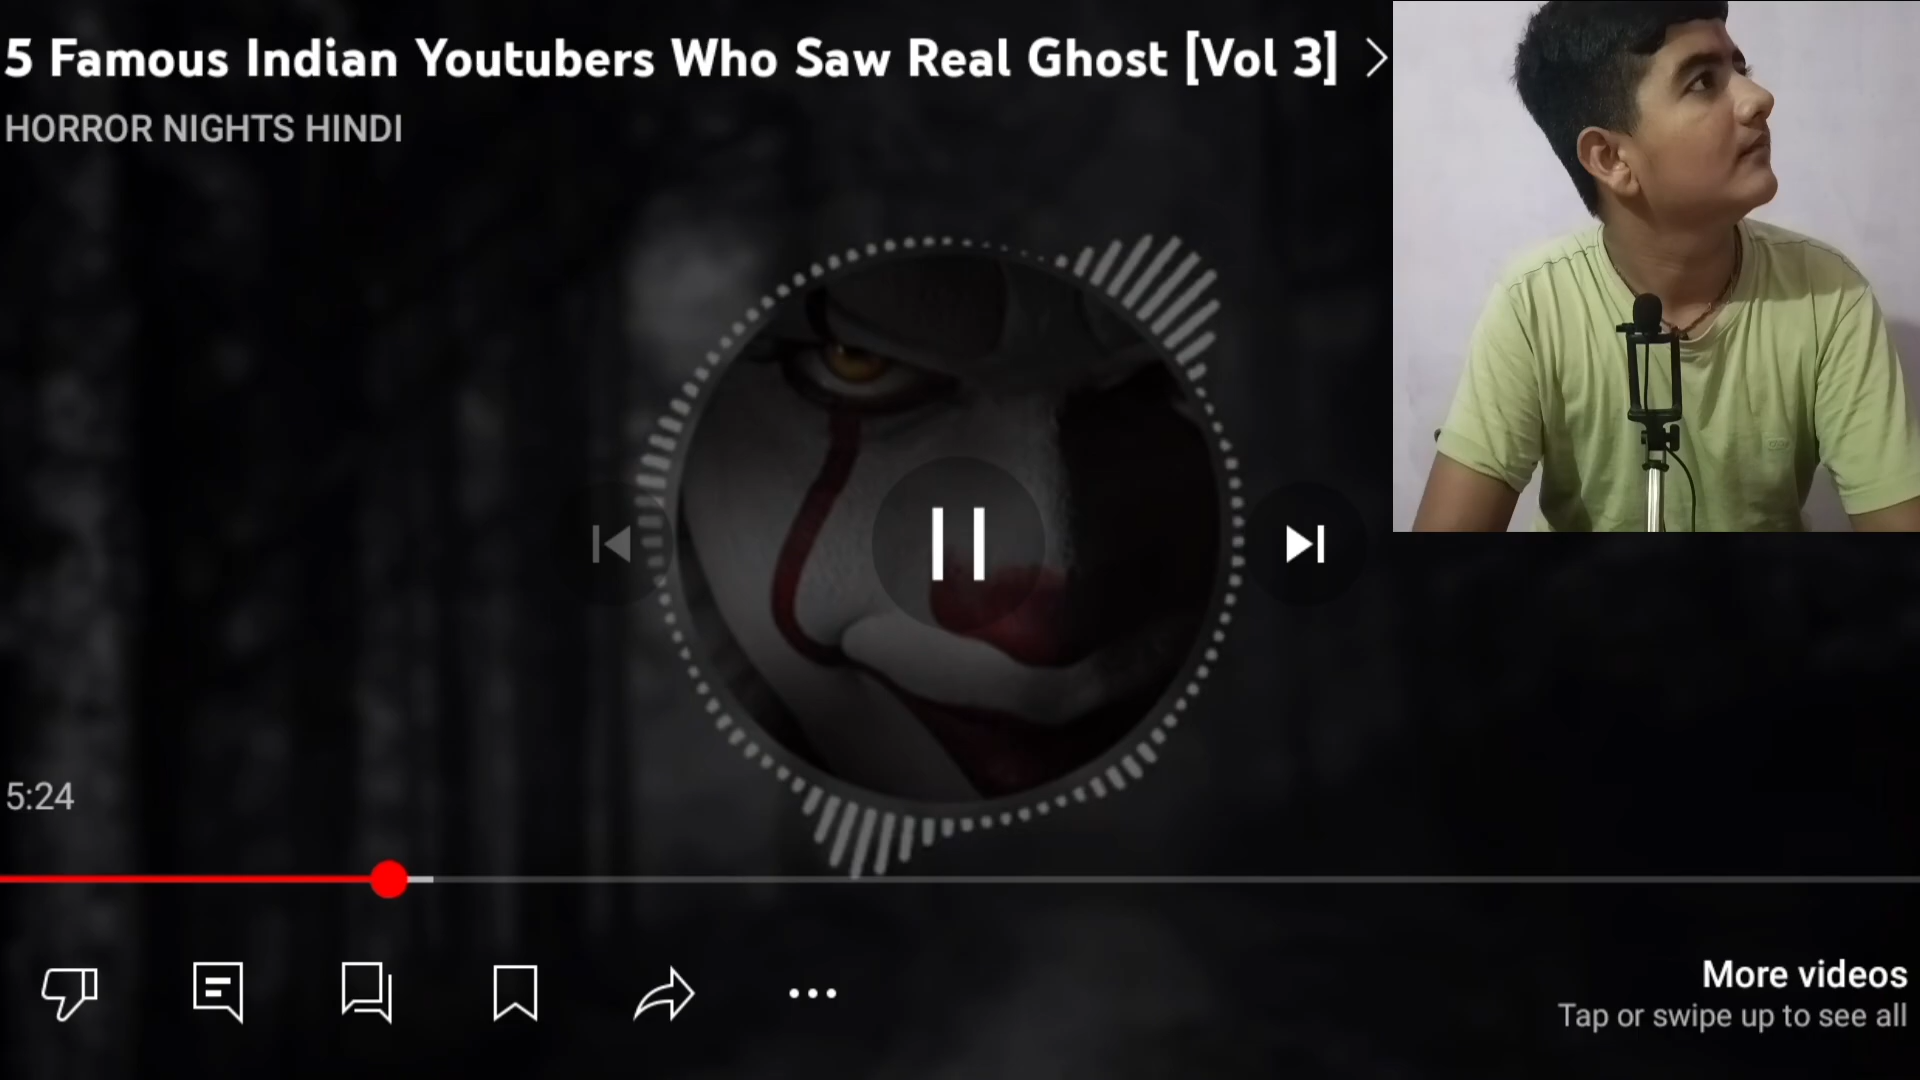 5 Famous Indian Youtubers Who Saw Real Ghost [Vol 3]
HORROR NIGHTS HINDI
5:24
More videos
Tap or swipe up to see all